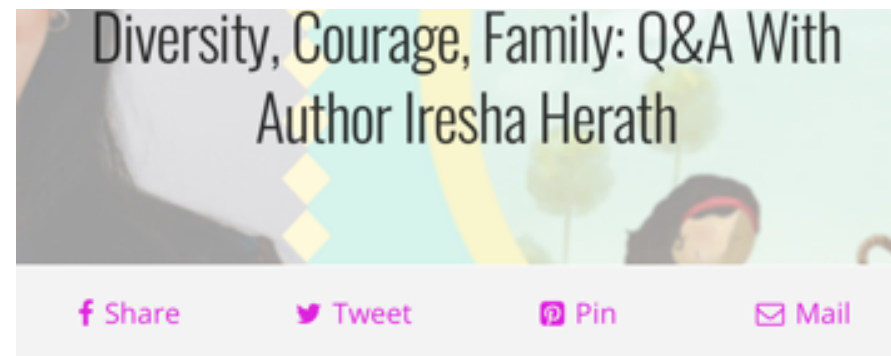 Diversity, Courage, Family: Q&A With
Author Iresha Herath
Share Tweet Pin Mail